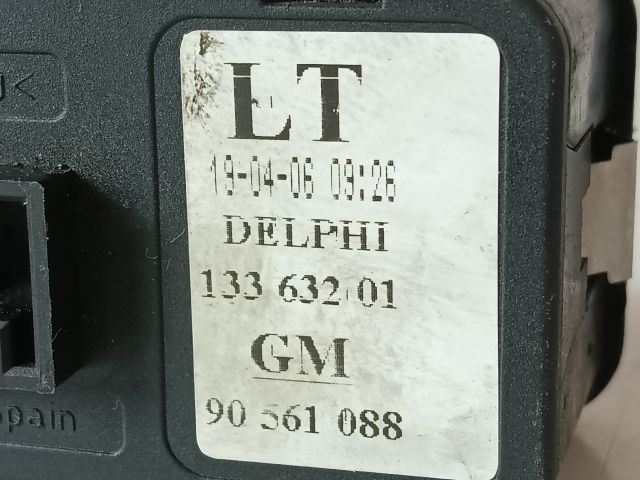 LT
19-04-06 09:26
DELPHI
133 632 01
GM
90 561 088
Spain